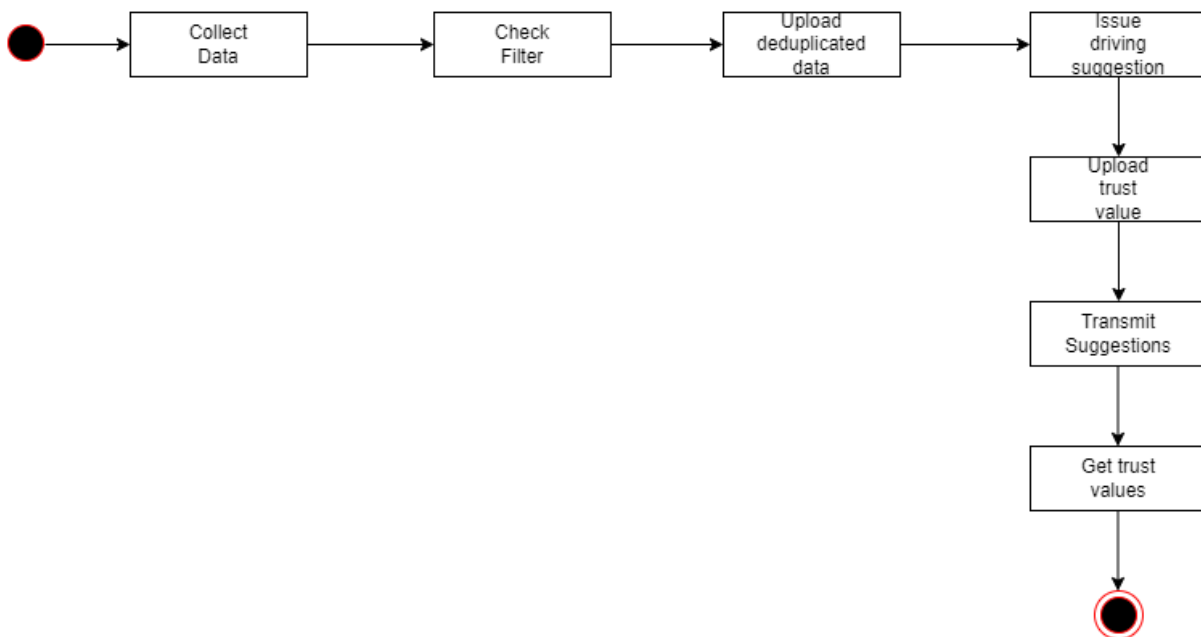 Collect
Data
Check
Filter
Upload
deduplicated
data
Issue
driving
suggestion
Upload
trust
value
Transmit
Suggestions
Get trust
values